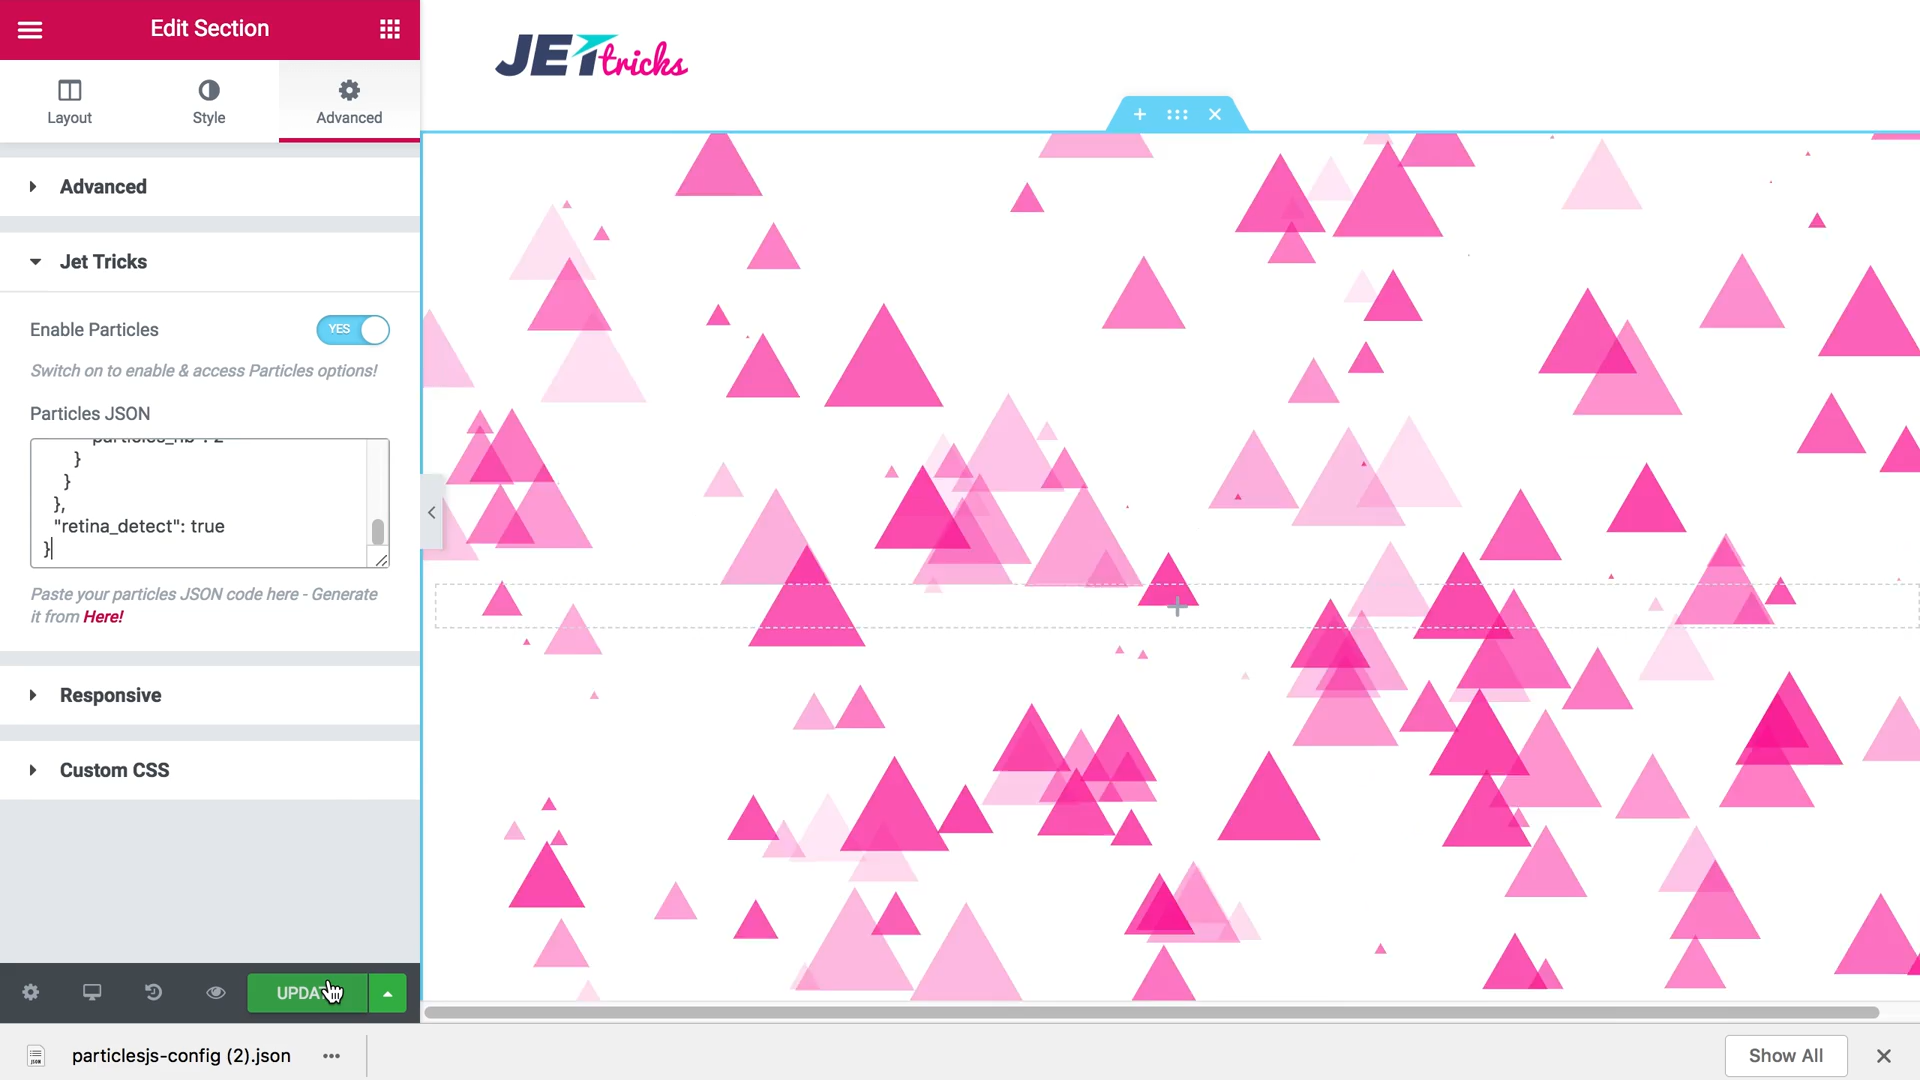 Edit Section
JETtricks
Layout
Style
Advanced
Advanced
Jet Tricks
Enable Particles
YES
Switch on to enable & access Particles options!
Particles JSON
}
}
},
"retina_detect": true
}
Paste your particles JSON code here - Generate
it from Here!
Responsive
Custom CSS
particlesjs-config (2).json
Show All